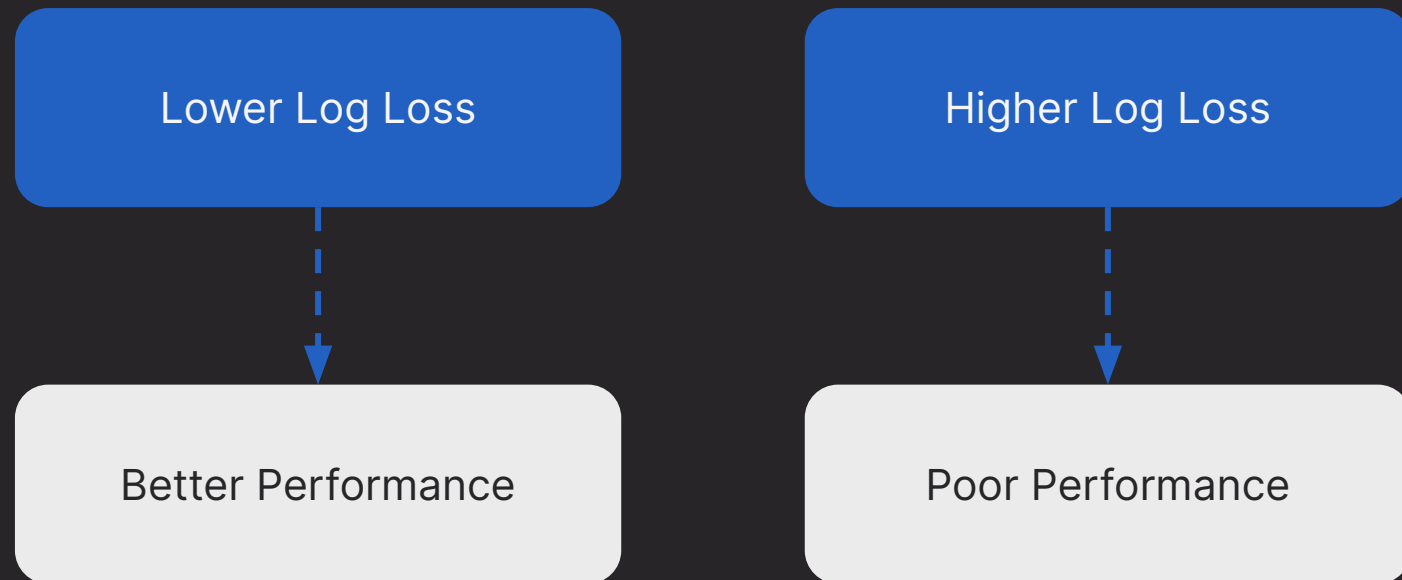 Lower Log Loss
Higher Log Loss
Better Performance
Poor Performance